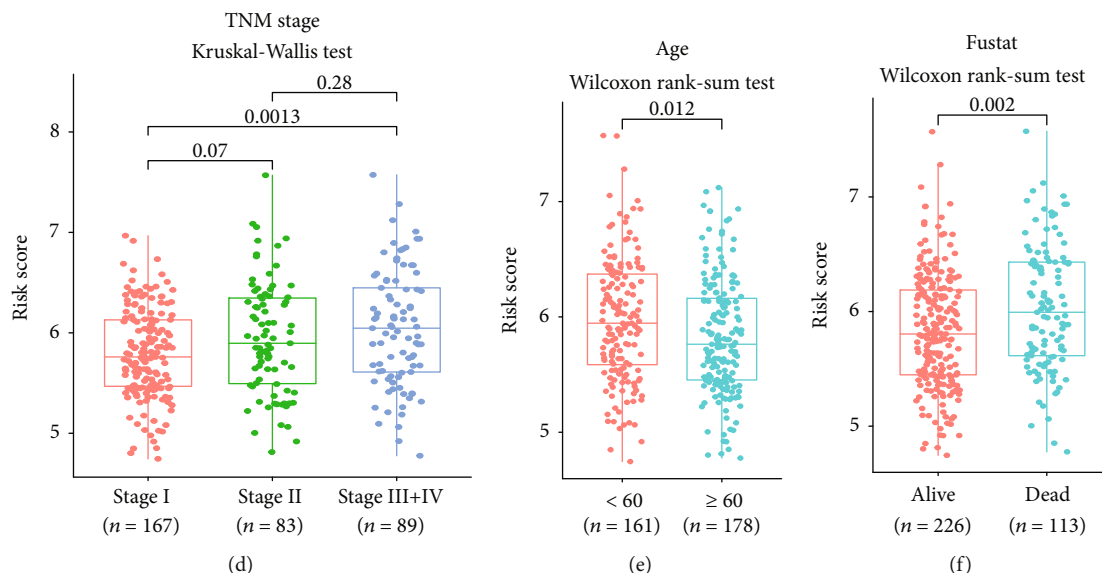 TNM stage
Kruskal-Wallis test
0.28
0.0013
0.07
8
7
6
5
Risk score
Stage I
(n = 167)
Stage II
(n = 83)
Stage III+IV
(n = 89)
(d)
Age
Wilcoxon rank-sum test
0.012
7
6
5
Risk score
< 60
(n = 161)
≥ 60
(n = 178)
(e)
Fustat
Wilcoxon rank-sum test
0.002
7
6
5
Risk score
Alive
(n = 226)
Dead
(n = 113)
(f)